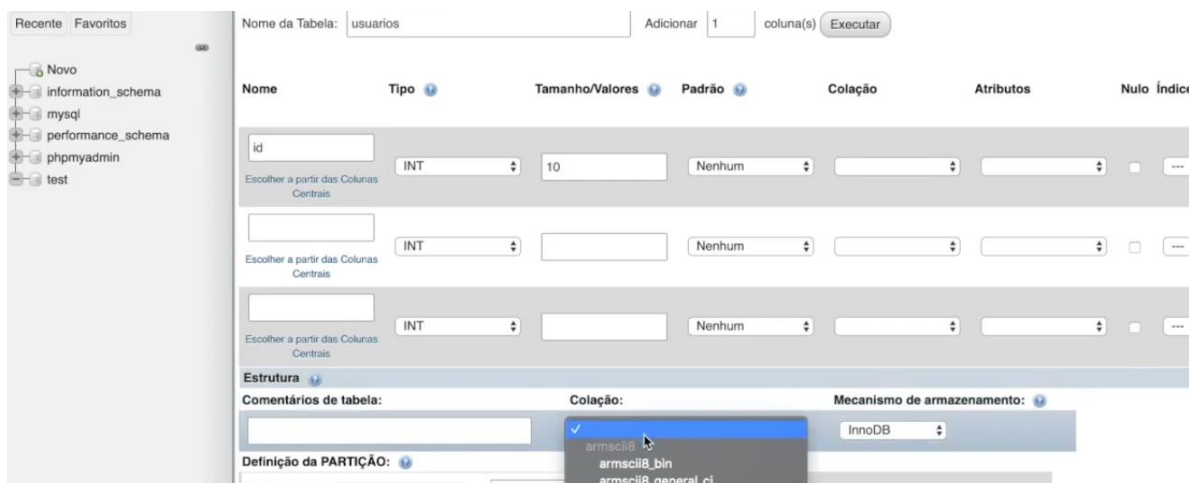 Recente Favoritos
Novo
information_schema
mysql
performance_schema
phpmyadmin
test
Nome da Tabela: usuarios Adicionar 1 coluna(s) Executar
Nome Tipo Tamanho/Valores Padrão Colação Atributos Nulo Índice
id INT 10 Nenhum ---
Escolher a partir das Colunas
Centrais
INT Nenhum ---
Escolher a partir das Colunas
Centrais
INT Nenhum ---
Escolher a partir das Colunas
Centrais
Estrutura
Comentários de tabela: Colação: Mecanismo de armazenamento:
InnoDB
armscii8
armscii8_bin
armscii8_general_ci
Definição da PARTIÇÃO: